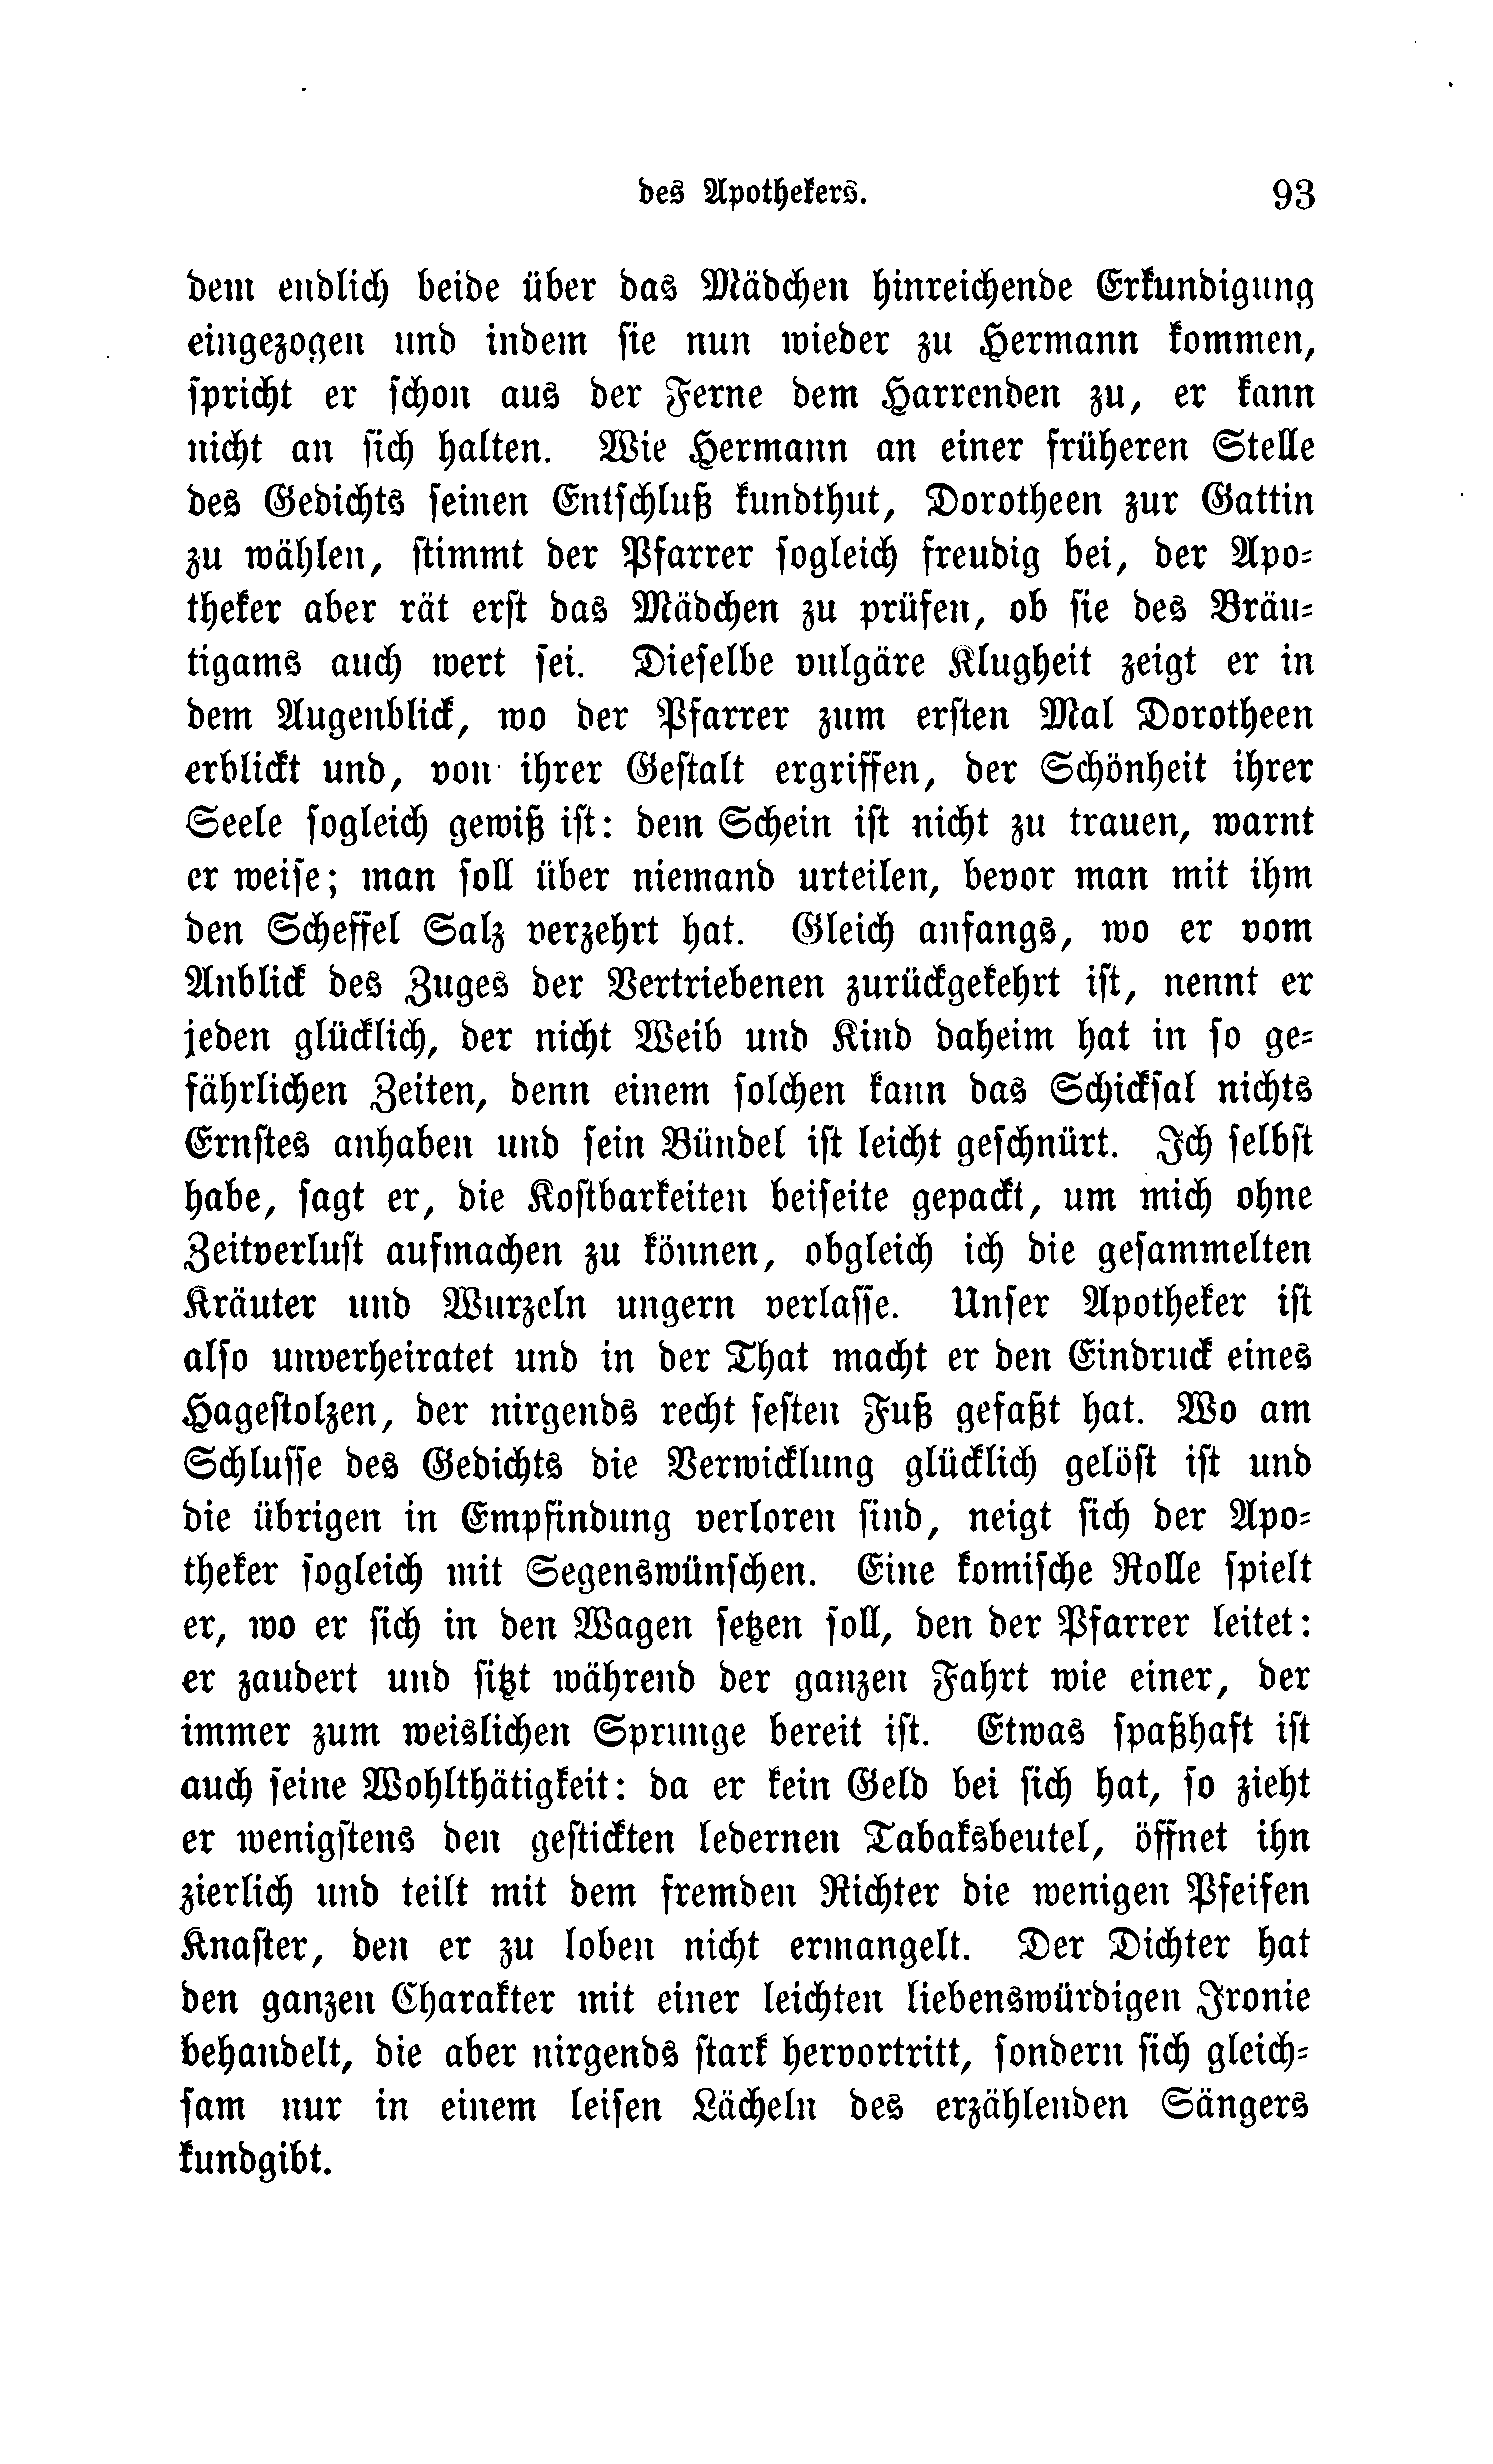 des Apothekers. 93
dem endlich beide über das Mädchen hinreichende Erkundigung
eingezogen und indem sie nun wieder zu Hermann kommen,
spricht er schon aus der Ferne dem Harrenden zu, er kann
nicht an sich halten. Wie Hermann an einer früheren Stelle
des Gedichts seinen Entschluß kundthut, Dorotheen zur Gattin
zu wählen, stimmt der Pfarrer sogleich freudig bei, der Apo-
theker aber rät erst das Mädchen zu prüfen, ob sie des Bräu-
tigams auch wert sei. Dieselbe vulgäre Klugheit zeigt er in
dem Augenblick, wo der Pfarrer zum ersten Mal Dorotheen
erblickt und, von ihrer Gestalt ergriffen, der Schönheit ihrer
Seele sogleich gewiß ist: dem Schein ist nicht zu trauen, warnt
er weise; man soll über niemand urteilen, bevor man mit ihm
den Scheffel Salz verzehrt hat. Gleich anfangs, wo er vom
Anblick des Zuges der Vertriebenen zurückgekehrt ist, nennt er
jeden glücklich, der nicht Weib und Kind daheim hat in so ge-
fährlichen Zeiten, denn einem solchen kann das Schicksal nichts
Ernstes anhaben und sein Bündel ist leicht geschnürt. Ich selbst
habe, sagt er, die Kostbarkeiten beiseite gepackt, um mich ohne
Zeitverlust aufmachen zu können, obgleich ich die gesammelten
Kräuter und Wurzeln ungern verlasse. Unser Apotheker ist
also unverheiratet und in der That macht er den Eindruck eines
Hagestolzen, der nirgends recht festen Fuß gefaßt hat. Wo am
Schlusse des Gedichts die Verwicklung glücklich gelöst ist und
die übrigen in Empfindung verloren sind, neigt sich der Apo-
theker sogleich mit Segenswünschen. Eine komische Rolle spielt
er, wo er sich in den Wagen setzen soll, den der Pfarrer leitet:
er zaudert und sitzt während der ganzen Fahrt wie einer, der
immer zum weislichen Sprunge bereit ist. Etwas spaßhaft ist
auch seine Wohlthätigkeit: da er kein Geld bei sich hat, so zieht
er wenigstens den gestickten ledernen Tabaksbeutel, öffnet ihn
zierlich und teilt mit dem fremden Richter die wenigen Pfeifen
Knaster, den er zu loben nicht ermangelt. Der Dichter hat
den ganzen Charakter mit einer leichten liebenswürdigen Ironie
behandelt, die aber nirgends stark hervortritt, sondern sich gleich-
sam nur in einem leisen Lächeln des erzählenden Sängers
kundgibt.